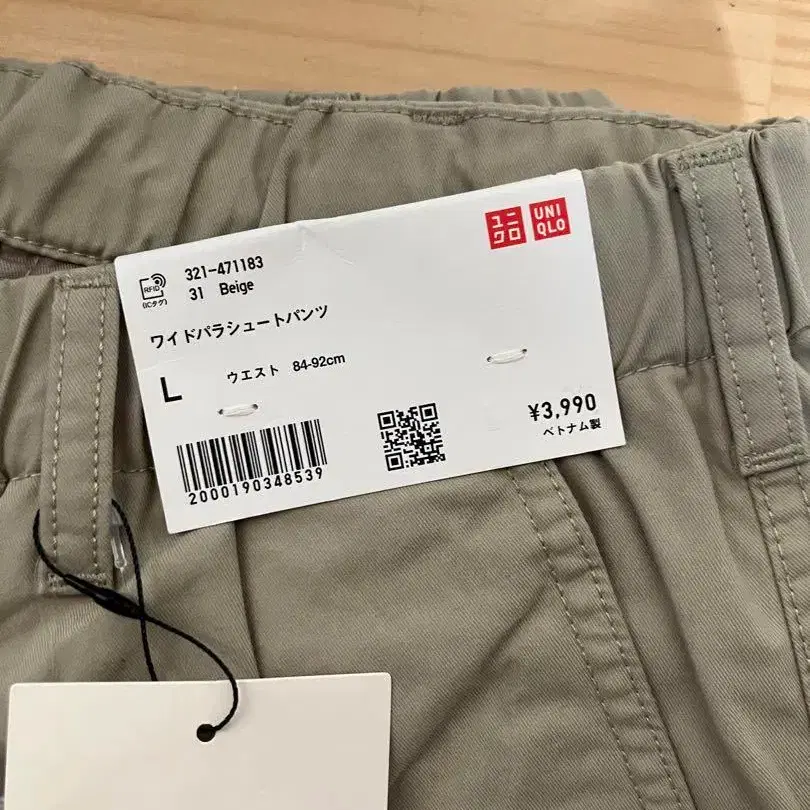 ユニ
クロ
UNI
QLO
321-471183
RFID
(ICタグ)
31 Beige
ワイドパラシュートパンツ
L ウエスト 84-92cm
¥3,990
ベトナム製
2000190348539